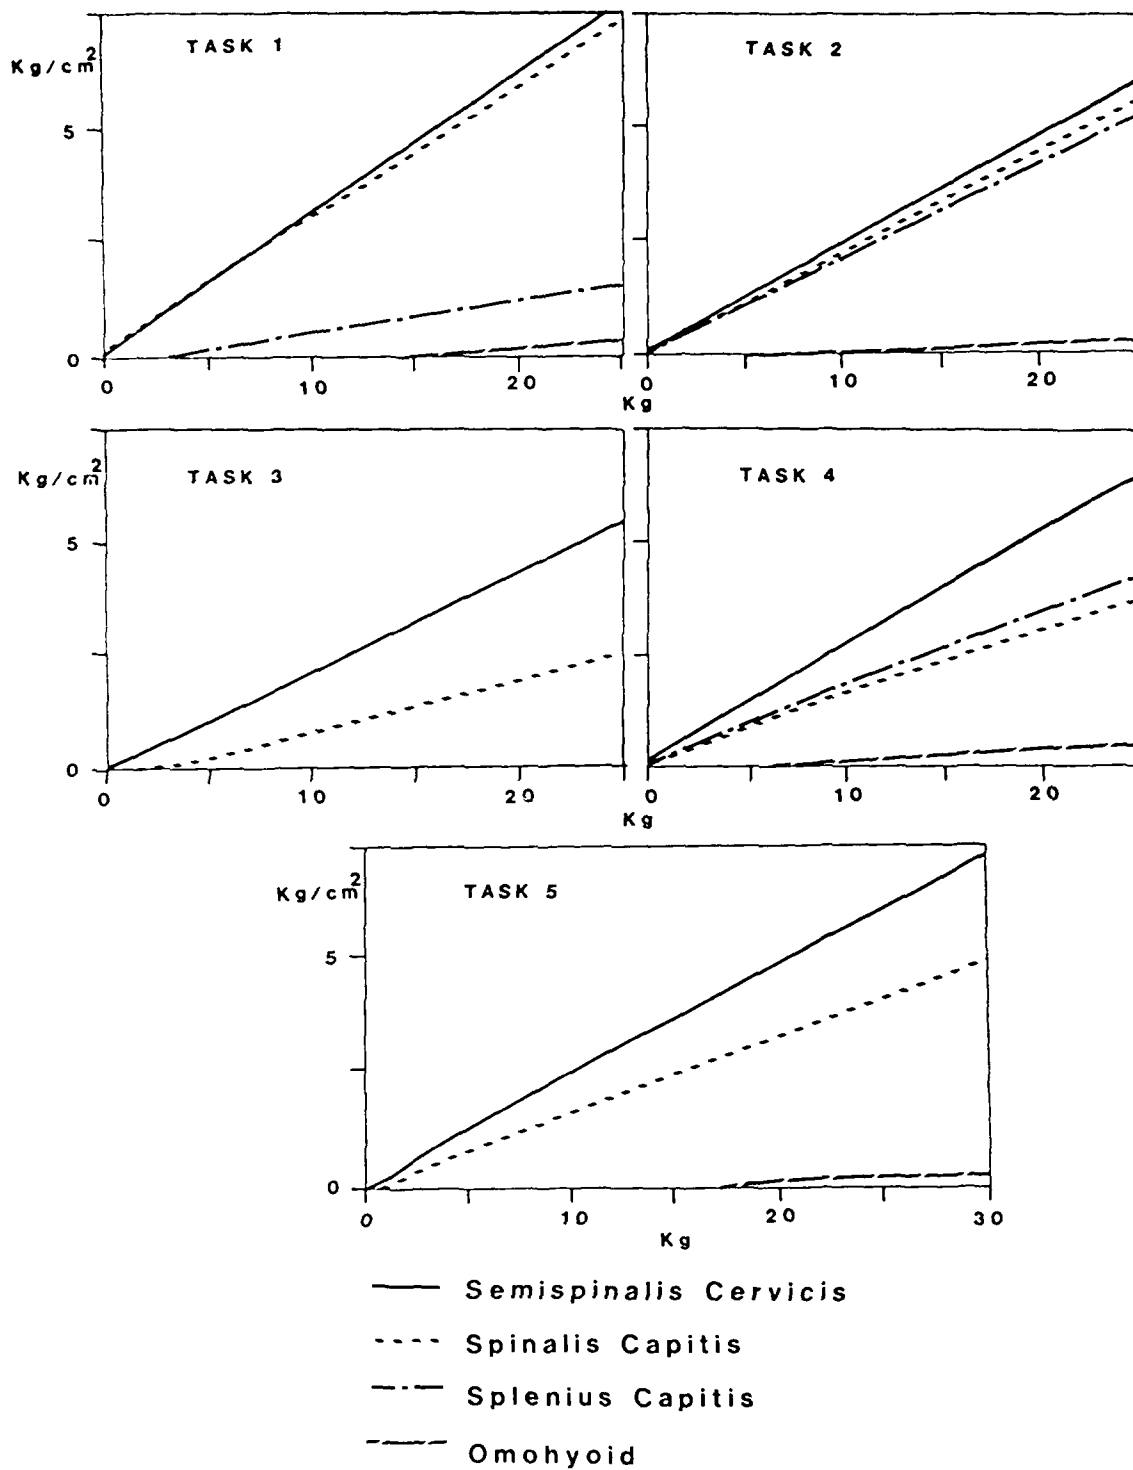 TASK 1
TASK 2
Kg/cm²
5
0
0 10 20
0 10 20
Kg
TASK 3
TASK 4
Kg/cm²
5
0
0 10 20
0 10 20
Kg
TASK 5
Kg/cm²
5
0
0 10 20 30
Kg
Semispinalis Cervicis
Spinalis Capitis
Splenius Capitis
Omohyoid